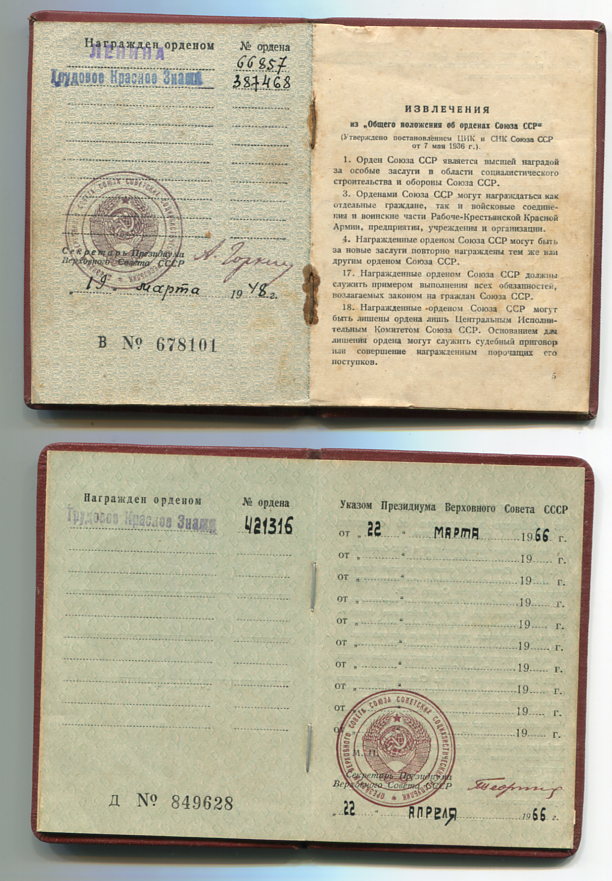 Награжден орденом № ордена
ЛЕНИНА 66857
Трудовое Красное Знамя 387468
Секретарь Президиума
Верховного Совета СССР А. Горкин
„19„ марта 1948 г.
В № 678101
ИЗВЛЕЧЕНИЯ
из „Общего положения об орденах Союза ССР“
(Утверждено постановлением ЦИК и СНК Союза ССР
от 7 мая 1936 г.).
1. Орден Союза ССР является высшей наградой
за особые заслуги в области социалистического
строительства и обороны Союза ССР.
3. Орденами Союза ССР могут награждаться как
отдельные граждане, так и войсковые соедине-
ния и воинские части Рабоче-Крестьянской Красной
Армии, предприятия, учреждения и организации.
4. Награжденные орденом Союза ССР могут быть
за новые заслуги повторно награждены тем же или
другим орденом Союза ССР.
17. Награжденные орденом Союза ССР должны
служить примером выполнения всех обязанностей,
возлагаемых законом на граждан Союза ССР.
18. Награжденные орденом Союза ССР могут
быть лишены ордена лишь Центральным Исполни-
тельным Комитетом Союза ССР. Основанием для
лишения ордена могут служить судебный приговор
или совершение награжденным порочащих его
поступков.
5
Награжден орденом № ордена
Трудовое Красное Знамя 421316
Д № 849628
Указом Президиума Верховного Совета СССР
от „ 22 “ МАРТА 1966 г.
от „ “ 19 г.
от „ “ 19 г.
от „ “ 19 г.
от „ “ 19 г.
от „ “ 19 г.
от „ “ 19 г.
от „ “ 19 г.
от „ “ 19 г.
от „ “ 19 г.
М. П.
ПРЕЗИДИУМ ВЕРХОВНОГО СОВЕТА СОЮЗА СОВЕТСКИХ СОЦИАЛИСТИЧЕСКИХ РЕСПУБЛИК
Секретарь Президиума
Верховного Совета СССР
„22„ АПРЕЛЯ 1966 г.